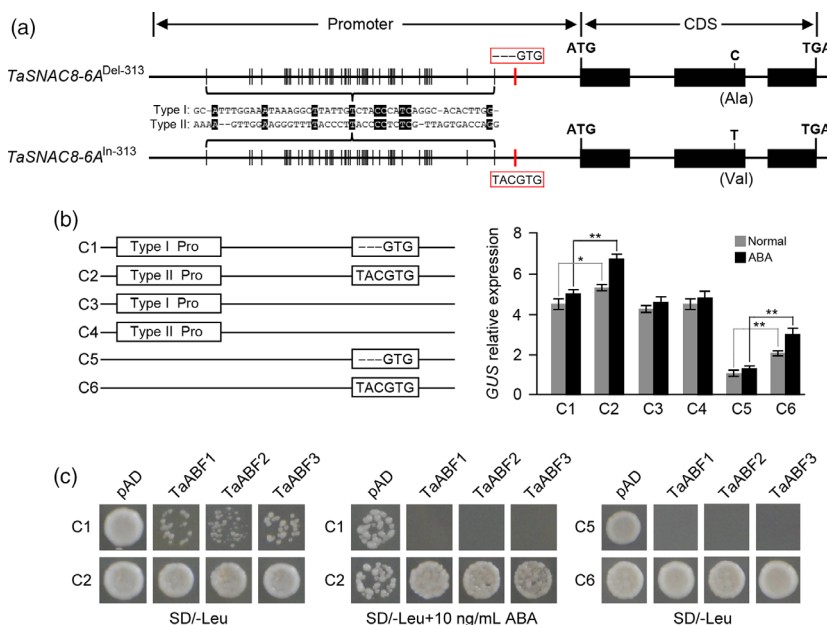 (a)
Promoter
CDS
---GTG
ATG
C
TGA
TaSNAC8-6A^Del-313
(Ala)
Type I: GC-ATTTGGAAATAAAGGCTTATTGTCTACCCATCAGGC-ACACTTGG-
Type II: AAAA-GTTGGAAGGGTTTACCCTTACCCCTCTCG-TTAGTGACCAGG
ATG
T
TGA
TaSNAC8-6A^In-313
TACGTG
(Val)
(b)
C1 Type I Pro ---GTG
C2 Type II Pro TACGTG
C3 Type I Pro
C4 Type II Pro
C5 ---GTG
C6 TACGTG
GUS relative expression
8
6
4
2
0
* ** ** **
Normal
ABA
C1 C2 C3 C4 C5 C6
(c)
pAD TaABF1 TaABF2 TaABF3 pAD TaABF1 TaABF2 TaABF3 pAD TaABF1 TaABF2 TaABF3
C1 C1 C5
C2 C2 C6
SD/-Leu SD/-Leu+10 ng/mL ABA SD/-Leu